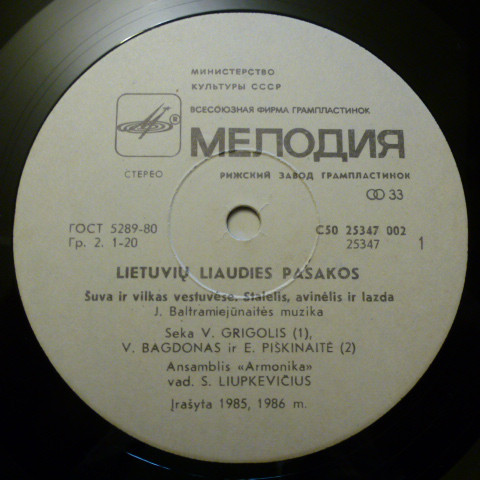 МИНИСТЕРСТВО
КУЛЬТУРЫ СССР
ВСЕСОЮЗНАЯ ФИРМА ГРАМПЛАСТИНОК
МЕЛОДИЯ
®
СТЕРЕО
РИЖСКИЙ ЗАВОД ГРАМПЛАСТИНОК
33
ГОСТ 5289-80
Гр. 2. 1-20
С50 25347 002
25347
1
LIETUVIŲ LIAUDIES PASAKOS
Šuva ir vilkas vestuvėse. Stalelis, avinėlis ir lazda
J. Baltramiejūnaitės muzika
Seka V. GRIGOLIS (1),
V. BAGDONAS ir E. PIŠKINAITĖ (2)
Ansamblis «Armonika»
vad. S. LIUPKEVIČIUS
Įrašyta 1985, 1986 m.